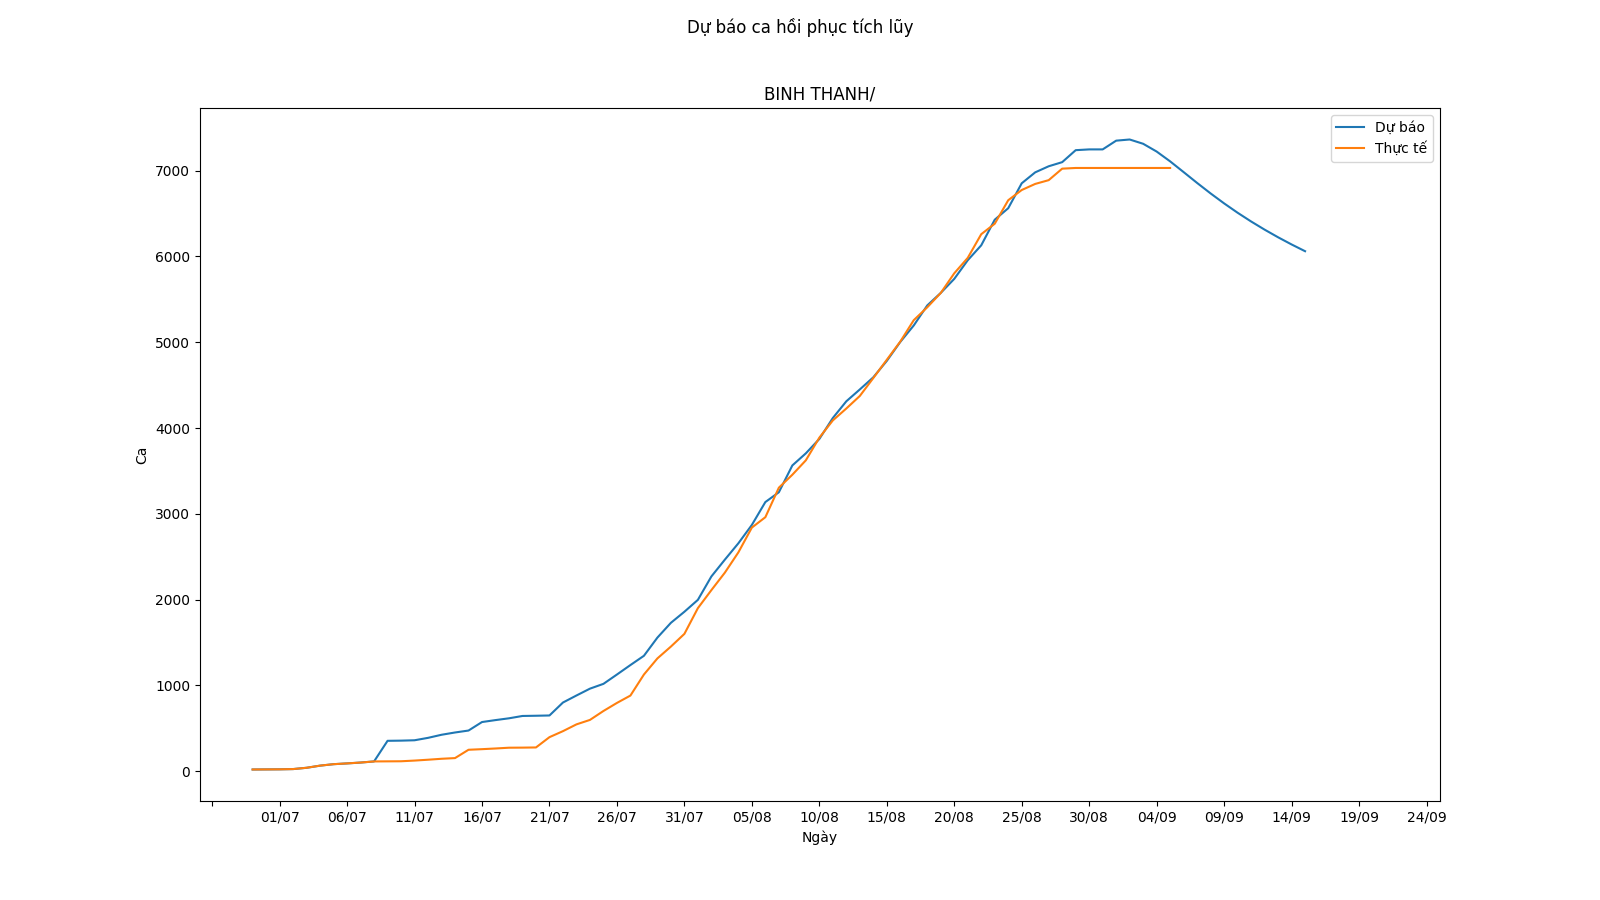 Dự báo ca hồi phục tích lũy
BINH THANH/
Dự báo
Thực tế
7000
6000
5000
4000
3000
2000
1000
0
Ca
01/07 06/07 11/07 16/07 21/07 26/07 31/07 05/08 10/08 15/08 20/08 25/08 30/08 04/09 09/09 14/09 19/09 24/09
Ngày